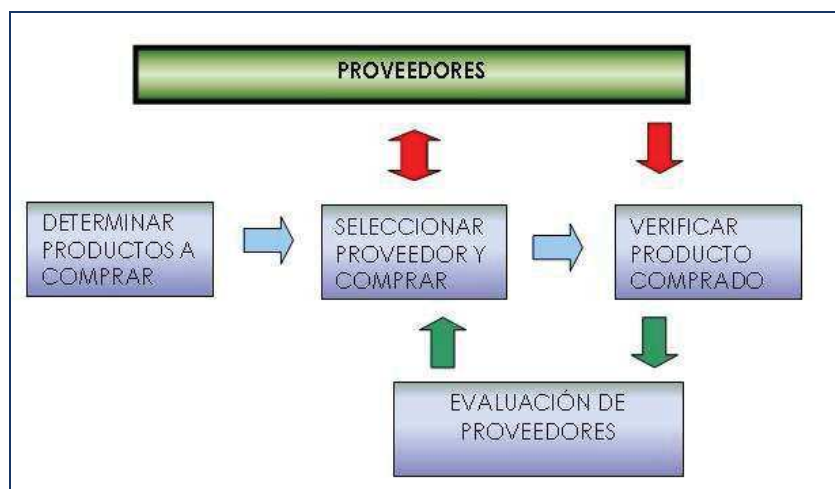 PROVEEDORES
DETERMINAR
PRODUCTOS A
COMPRAR
SELECCIONAR
PROVEEDOR Y
COMPRAR
VERIFICAR
PRODUCTO
COMPRADO
EVALUACIÓN DE
PROVEEDORES